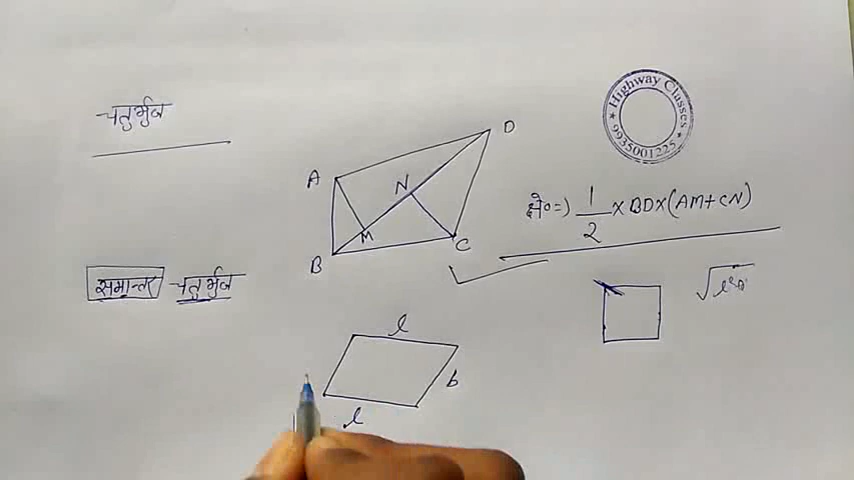 चतुर्भुज
A
D
N
M
B
C
Highway Classes
★ 9935001225 ★
क्षे० =) 1/2 × BD × (AM + CN)
समान्तर चतुर्भुज
l
b
l